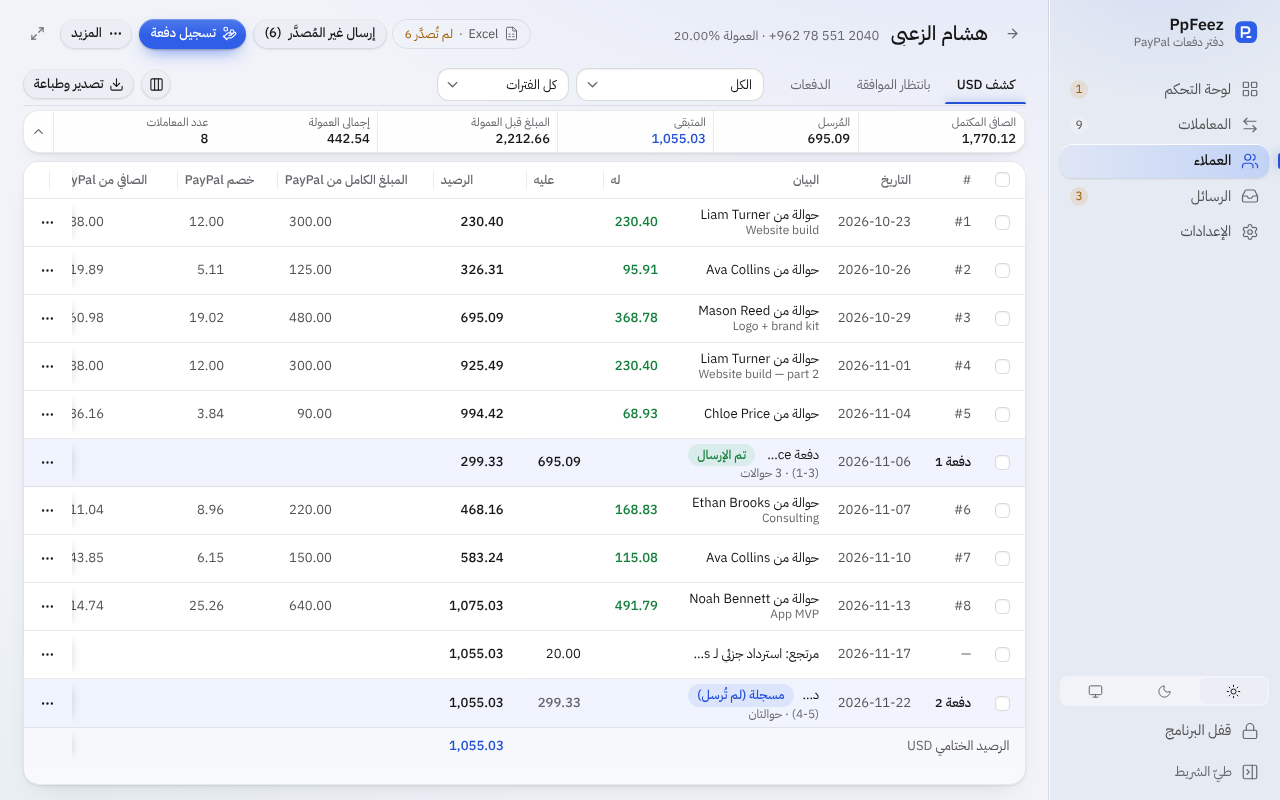 PpFeez
دفتر دفعات PayPal
لوحة التحكم 1
المعاملات 9
العملاء
الرسائل 3
الإعدادات
قفل البرنامج
طيّ الشريط
هشام الزعبي
+962 78 551 2040 · العمولة 20.00%
Excel · لم تُصدَّر 6
إرسال غير المُصدَّر (6)
تسجيل دفعة
المزيد
كشف USD
بانتظار الموافقة
الدفعات
الكل
كل الفترات
تصدير وطباعة
الصافي المكتمل 1,770.12
المُرسل 695.09
المتبقي 1,055.03
المبلغ قبل العمولة 2,212.66
إجمالي العمولة 442.54
عدد المعاملات 8
# التاريخ البيان له عليه الرصيد المبلغ الكامل من PayPal خصم PayPal الصافي من
#1 2026-10-23 حوالة من Liam Turner 230.40 230.40 300.00 12.00
Website build
#2 2026-10-26 حوالة من Ava Collins 95.91 326.31 125.00 5.11
#3 2026-10-29 حوالة من Mason Reed 368.78 695.09 480.00 19.02
Logo + brand kit
#4 2026-11-01 حوالة من Liam Turner 230.40 925.49 300.00 12.00
Website build — part 2
#5 2026-11-04 حوالة من Chloe Price 68.93 994.42 90.00 3.84
دفعة 1 2026-11-06 دفعة ce... تم الإرسال 695.09 299.33
(1-3) · 3 حوالات
#6 2026-11-07 حوالة من Ethan Brooks 168.83 468.16 220.00 8.96
Consulting
#7 2026-11-10 حوالة من Ava Collins 115.08 583.24 150.00 6.15
#8 2026-11-13 حوالة من Noah Bennett 491.79 1,075.03 640.00 25.26
App MVP
— 2026-11-17 مرتجع: استرداد جزئي لـ s... 20.00 1,055.03
دفعة 2 2026-11-22 د... مسجلة (لم تُرسل) 299.33 1,055.03
(4-5) · حوالتان
الرصيد الختامي USD 1,055.03